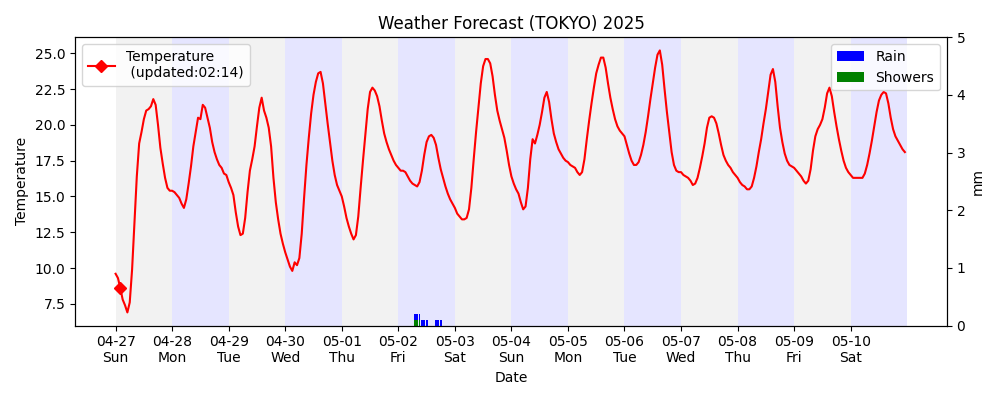 Weather Forecast (TOKYO) 2025
Temperature
(updated:02:14)
Rain
Showers
Temperature
25.0
22.5
20.0
17.5
15.0
12.5
10.0
7.5
5
4
3
2
1
0
mm
04-27 04-28 04-29 04-30 05-01 05-02 05-03 05-04 05-05 05-06 05-07 05-08 05-09 05-10
Sun Mon Tue Wed Thu Fri Sat Sun Mon Tue Wed Thu Fri Sat
Date